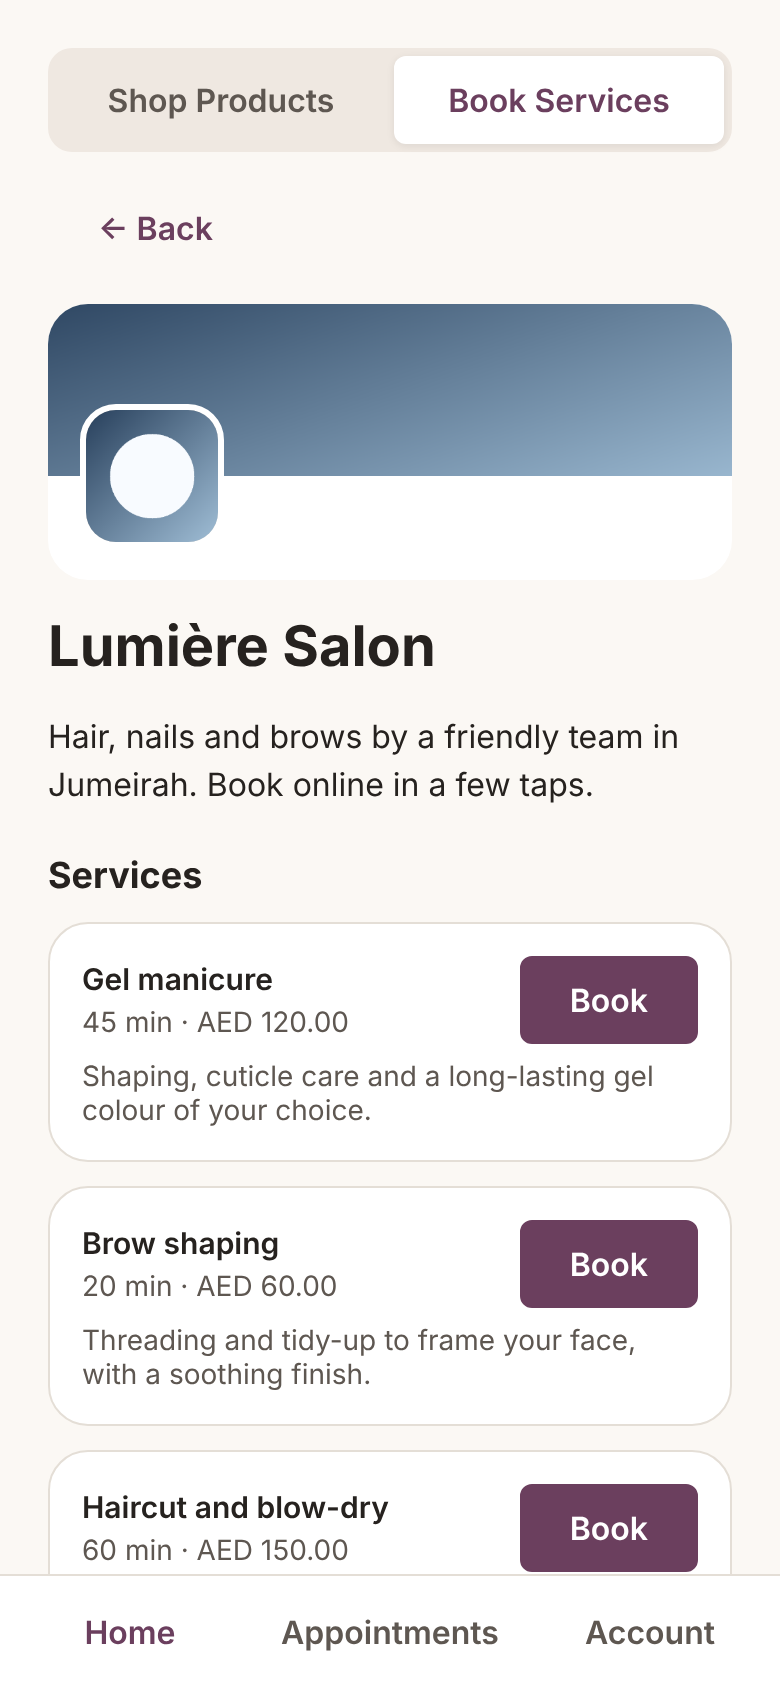 Shop Products
Book Services
← Back
Lumière Salon
Hair, nails and brows by a friendly team in
Jumeirah. Book online in a few taps.
Services
Gel manicure
45 min · AED 120.00
Book
Shaping, cuticle care and a long-lasting gel
colour of your choice.
Brow shaping
20 min · AED 60.00
Book
Threading and tidy-up to frame your face,
with a soothing finish.
Haircut and blow-dry
60 min · AED 150.00
Book
Home
Appointments
Account